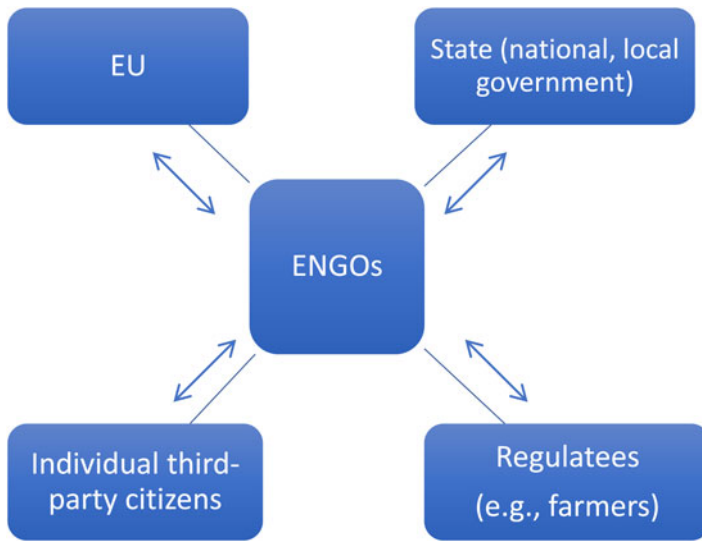 EU
State (national, local
government)
ENGOs
Individual third-
party citizens
Regulatees
(e.g., farmers)